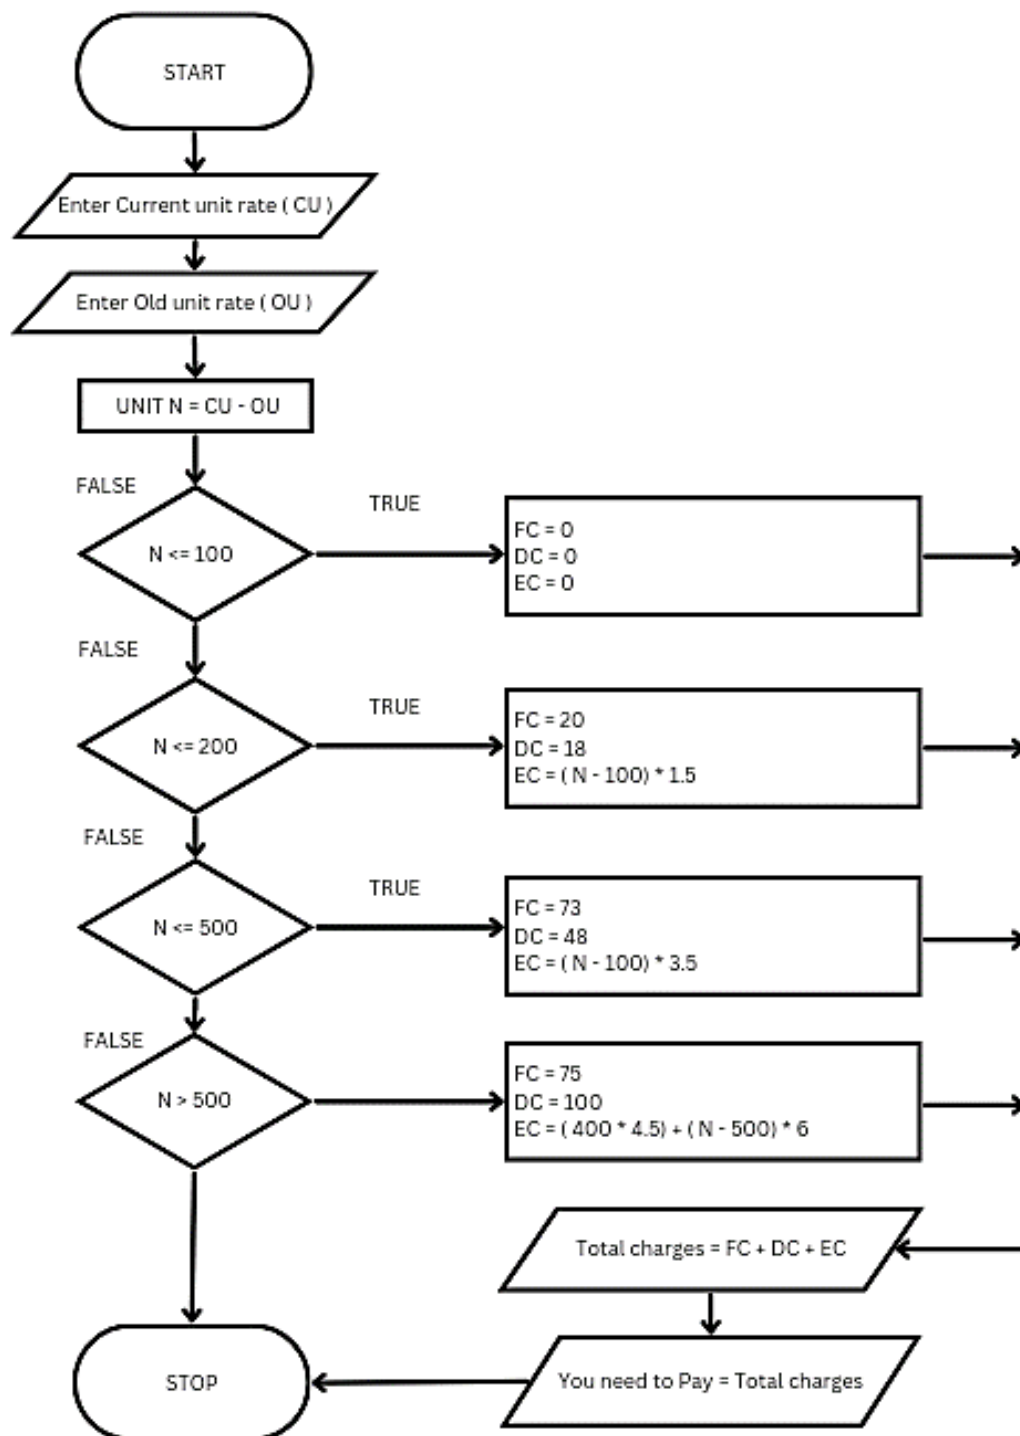 START
Enter Current unit rate ( CU )
Enter Old unit rate ( OU )
UNIT N = CU - OU
FALSE
TRUE
N <= 100
FC = 0
DC = 0
EC = 0
FALSE
TRUE
N <= 200
FC = 20
DC = 18
EC = ( N - 100) * 1.5
FALSE
TRUE
N <= 500
FC = 73
DC = 48
EC = ( N - 100) * 3.5
FALSE
N > 500
FC = 75
DC = 100
EC = ( 400 * 4.5) + ( N - 500) * 6
Total charges = FC + DC + EC
You need to Pay = Total charges
STOP